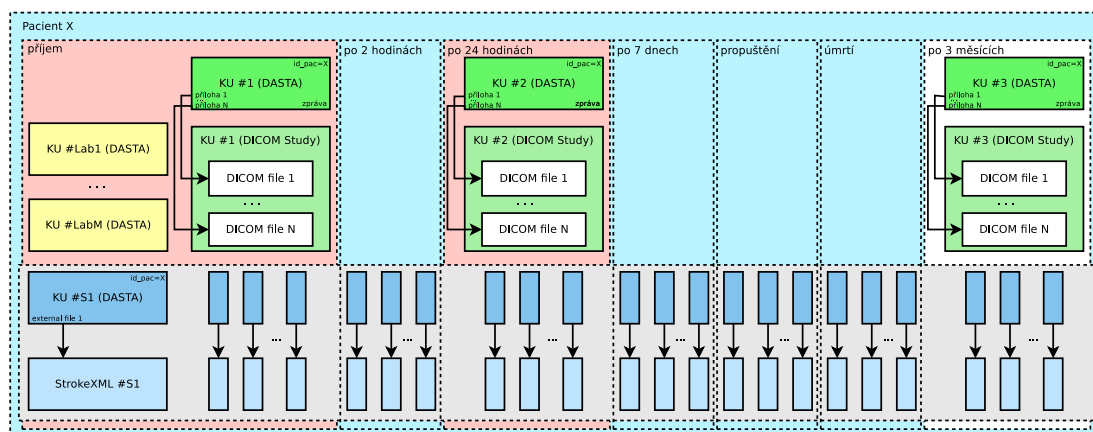 Pacient X
příjem
po 2 hodinách
po 24 hodinách
po 7 dnech
propuštění
úmrtí
po 3 měsících
id_pac=X
KU #1 (DASTA)
příloha 1
...
příloha N
zpráva
id_pac=X
KU #2 (DASTA)
příloha 1
...
příloha N
zpráva
id_pac=X
KU #3 (DASTA)
příloha 1
...
příloha N
zpráva
KU #Lab1 (DASTA)
...
KU #LabM (DASTA)
KU #1 (DICOM Study)
DICOM file 1
...
DICOM file N
KU #2 (DICOM Study)
DICOM file 1
...
DICOM file N
KU #3 (DICOM Study)
DICOM file 1
...
DICOM file N
id_pac=X
KU #S1 (DASTA)
external file 1
... ... ... ... ... ... ...
StrokeXML #S1